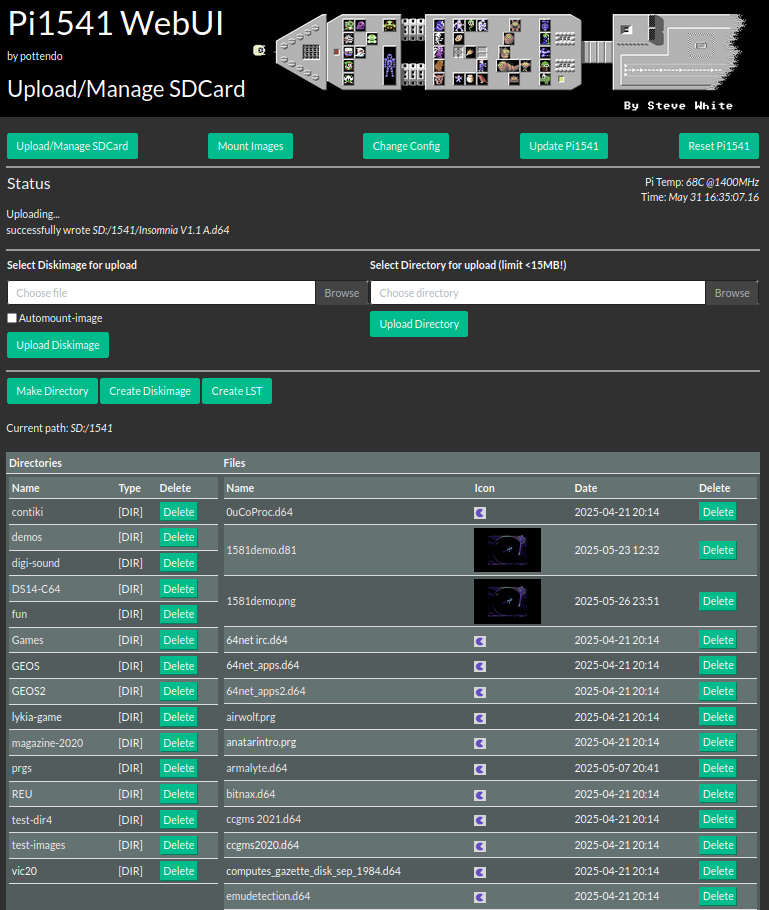 Pi1541 WebUI
by pottendo
Upload/Manage SDCard
By Steve White
Upload/Manage SDCard Mount Images Change Config Update Pi1541 Reset Pi1541
Status
Pi Temp: 68C @1400MHz
Time: May 31 16:35:07.16
Uploading...
successfully wrote SD:/1541/Insomnia V1.1 A.d64
Select Diskimage for upload Select Directory for upload (limit <15MB!)
Choose file Browse Choose directory Browse
Automount-image
Upload Directory
Upload Diskimage
Make Directory Create Diskimage Create LST
Current path: SD:/1541
Directories Files
Name Type Delete Name Icon Date Delete
contiki [DIR] Delete 0uCoProc.d64 2025-04-21 20:14 Delete
demos [DIR] Delete
1581demo.d81 2025-05-23 12:32 Delete
digi-sound [DIR] Delete
DS14-C64 [DIR] Delete
1581demo.png 2025-05-26 23:51 Delete
fun [DIR] Delete
Games [DIR] Delete 64net irc.d64 2025-04-21 20:14 Delete
GEOS [DIR] Delete 64net_apps.d64 2025-04-21 20:14 Delete
GEOS2 [DIR] Delete 64net_apps2.d64 2025-04-21 20:14 Delete
lykia-game [DIR] Delete airwolf.prg 2025-04-21 20:14 Delete
magazine-2020 [DIR] Delete anatarintro.prg 2025-04-21 20:14 Delete
prgs [DIR] Delete armalyte.d64 2025-05-07 20:41 Delete
REU [DIR] Delete bitnax.d64 2025-04-21 20:14 Delete
test-dir4 [DIR] Delete ccgms 2021.d64 2025-04-21 20:14 Delete
test-images [DIR] Delete ccgms2020.d64 2025-04-21 20:14 Delete
vic20 [DIR] Delete computes_gazette_disk_sep_1984.d64 2025-04-21 20:14 Delete
emudetection.d64 2025-04-21 20:14 Delete